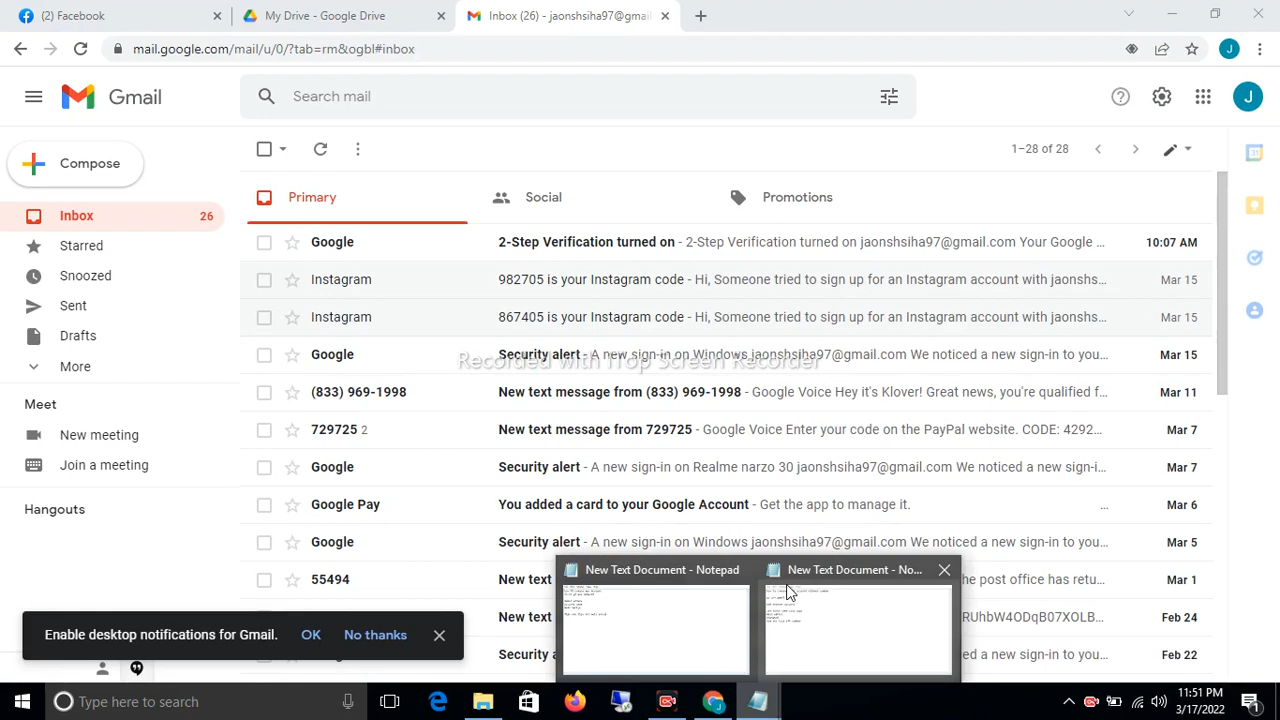 (2) Facebook
My Drive - Google Drive
Inbox (26) - jaonshsiha97@gmail
mail.google.com/mail/u/0/?tab=rm&ogbl#inbox
J
Gmail
Search mail
J
Compose
1–28 of 28
31
Primary
Social
Promotions
Inbox 26
Starred
Snoozed
Sent
Drafts
More
Meet
New meeting
Join a meeting
Hangouts
Google 2-Step Verification turned on - 2-Step Verification turned on jaonshsiha97@gmail.com Your Google ... 10:07 AM
Instagram 982705 is your Instagram code - Hi, Someone tried to sign up for an Instagram account with jaonshs... Mar 15
Instagram 867405 is your Instagram code - Hi, Someone tried to sign up for an Instagram account with jaonshs... Mar 15
Google Security alert - A new sign-in on Windows jaonshsiha97@gmail.com We noticed a new sign-in to you... Mar 15
Recorded with iTop Screen Recorder
(833) 969-1998 New text message from (833) 969-1998 - Google Voice Hey it's Klover! Great news, you're qualified f... Mar 11
729725 2 New text message from 729725 - Google Voice Enter your code on the PayPal website. CODE: 4292... Mar 7
Google Security alert - A new sign-in on Realme narzo 30 jaonshsiha97@gmail.com We noticed a new sign-i... Mar 7
Google Pay You added a card to your Google Account - Get the app to manage it. ... Mar 6
Google Security alert - A new sign-in on Windows jaonshsiha97@gmail.com We noticed a new sign-in to you... Mar 5
55494 New text the post office has retu... Mar 1
RUhbW4ODqB07OLB... Feb 24
New text
Security Feb 22
New Text Document - Notepad
New Text Document - No...
Enable desktop notifications for Gmail. OK No thanks
Type here to search
J
11:51 PM
3/17/2022
1